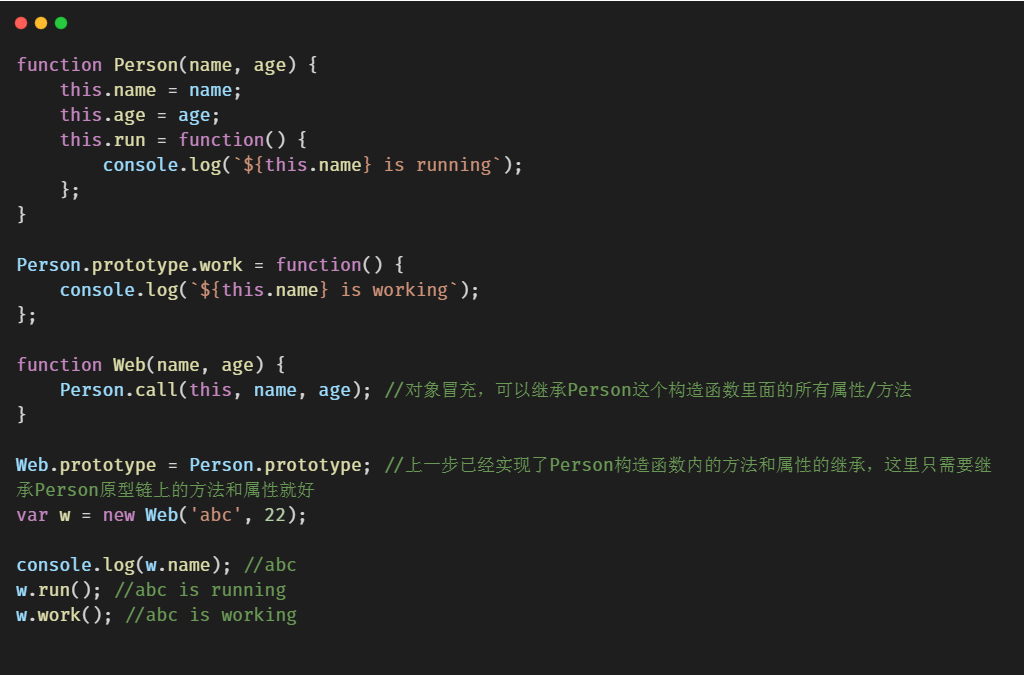 function Person(name, age) {
    this.name = name;
    this.age = age;
    this.run = function() {
        console.log(`${this.name} is running`);
    };
}

Person.prototype.work = function() {
    console.log(`${this.name} is working`);
};

function Web(name, age) {
    Person.call(this, name, age); //对象冒充，可以继承Person这个构造函数里面的所有属性/方法
}

Web.prototype = Person.prototype; //上一步已经实现了Person构造函数内的方法和属性的继承，这里只需要继
承Person原型链上的方法和属性就好
var w = new Web('abc', 22);

console.log(w.name); //abc
w.run(); //abc is running
w.work(); //abc is working